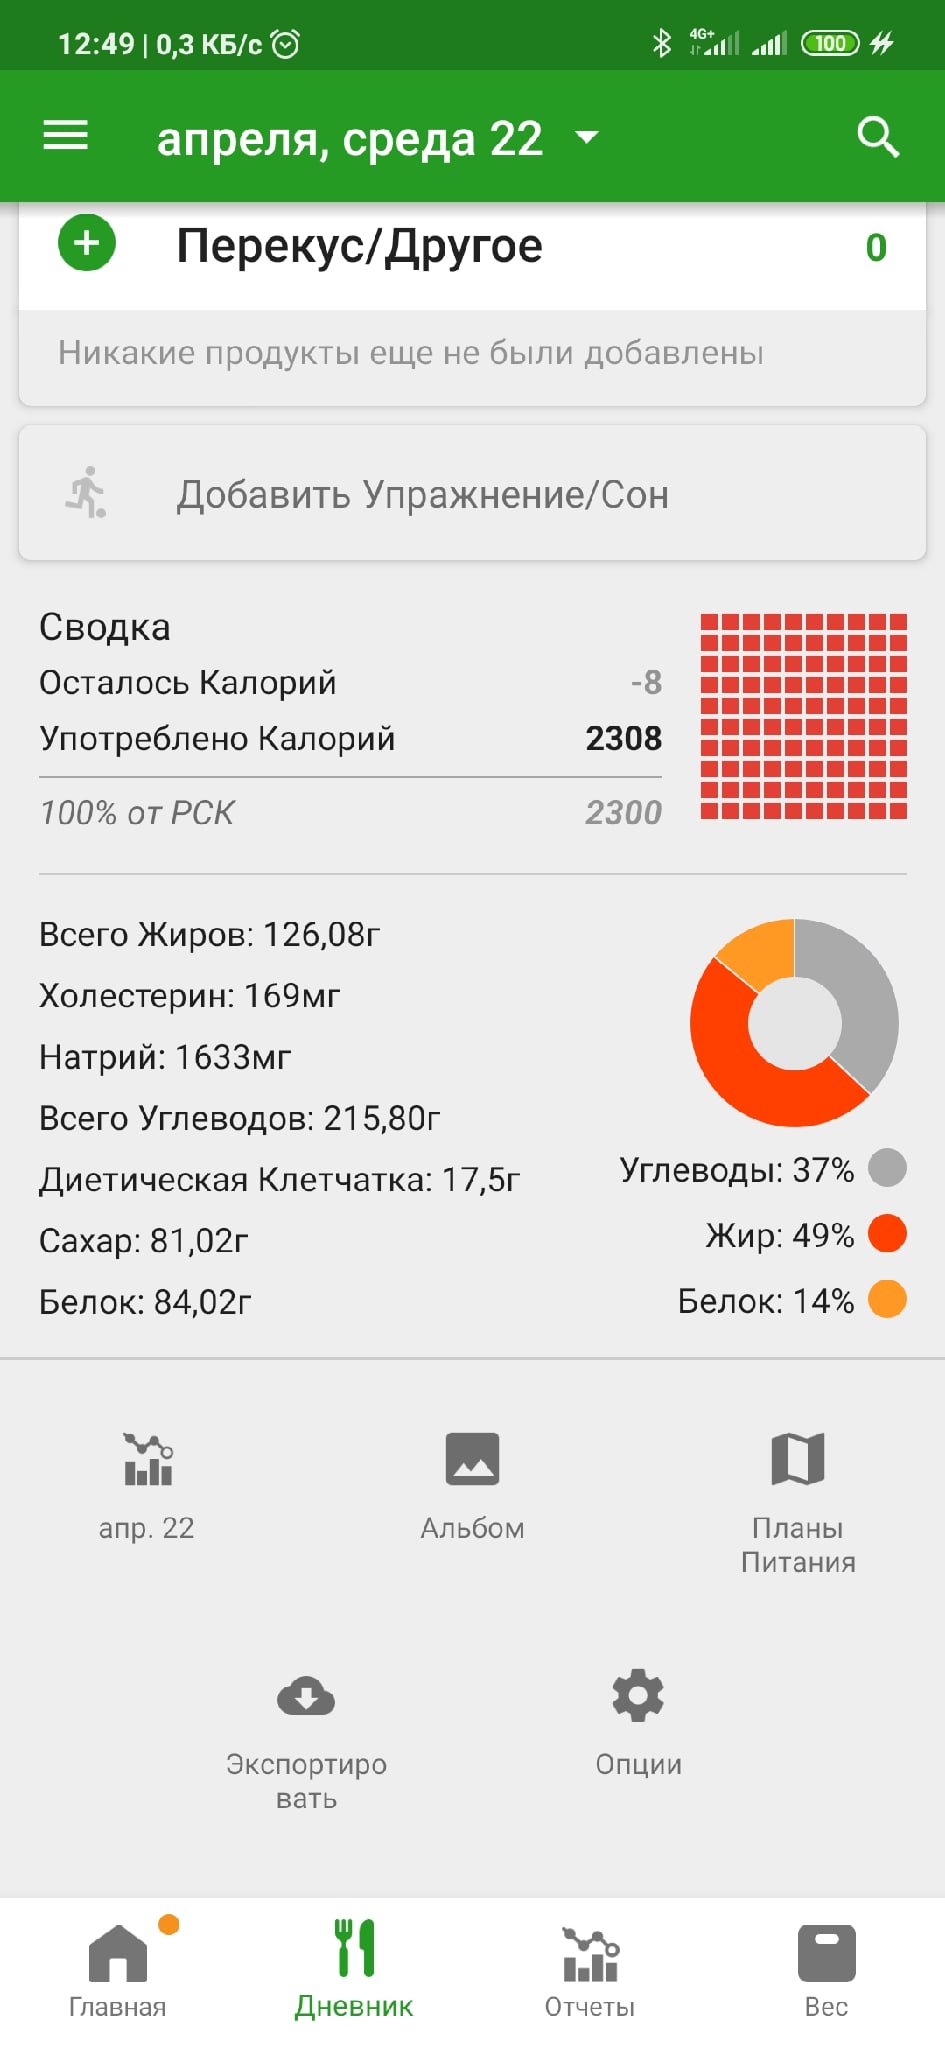 12:49 | 0,3 КБ/с
4G+
100
апреля, среда 22
Перекус/Другое 0
Никакие продукты еще не были добавлены
Добавить Упражнение/Сон
Сводка
Осталось Калорий -8
Употреблено Калорий 2308
100% от РСК 2300
Всего Жиров: 126,08г
Холестерин: 169мг
Натрий: 1633мг
Всего Углеводов: 215,80г
Диетическая Клетчатка: 17,5г
Сахар: 81,02г
Белок: 84,02г
Углеводы: 37%
Жир: 49%
Белок: 14%
апр. 22
Альбом
Планы
Питания
Экспортиро
вать
Опции
Главная
Дневник
Отчеты
Вес